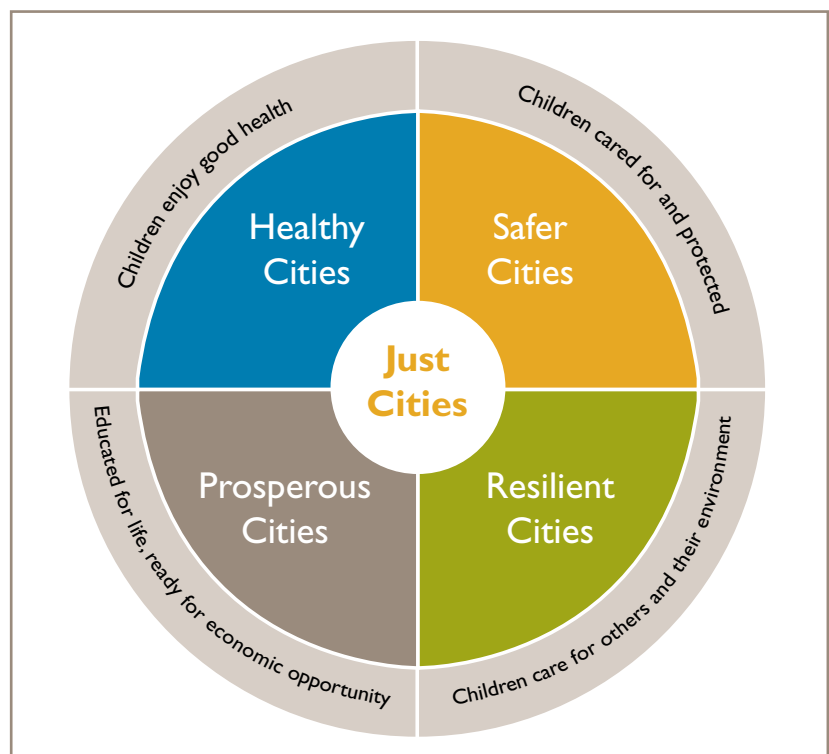 Children enjoy good health
Children cared for and protected
Healthy
Cities
Safer
Cities
Just
Cities
Prosperous
Cities
Resilient
Cities
Educated for life, ready for economic opportunity
Children care for others and their environment